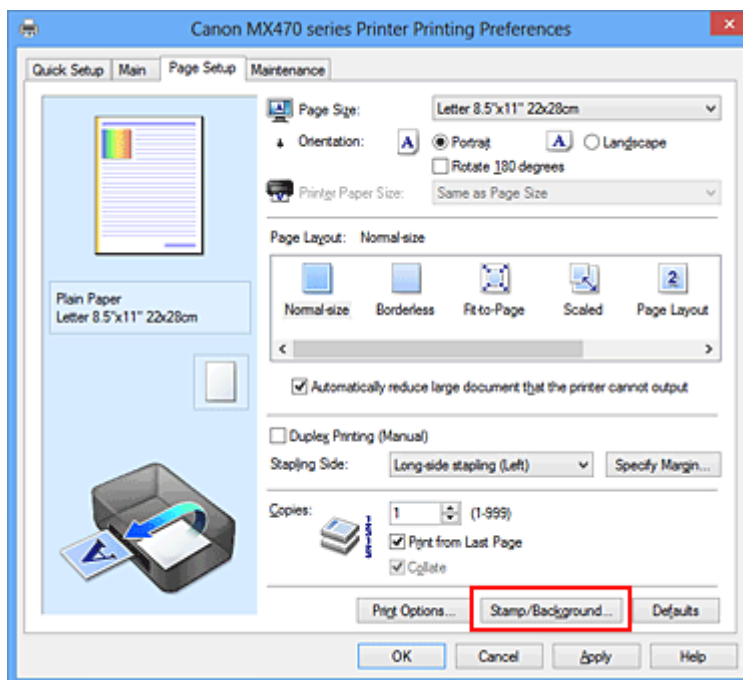 Canon MX470 series Printer Printing Preferences
Quick Setup Main Page Setup Maintenance
Page Size: Letter 8.5"x11" 22x28cm
Orientation: A Portrait A Landscape
Rotate 180 degrees
Printer Paper Size: Same as Page Size
Page Layout: Normal-size
2
Normal-size Borderless Fit-to-Page Scaled Page Layout
Plain Paper
Letter 8.5"x11" 22x28cm
Automatically reduce large document that the printer cannot output
Duplex Printing (Manual)
Stapling Side: Long-side stapling (Left) Specify Margin...
Copies: 1 (1-999)
Print from Last Page
Collate
A
Print Options... Stamp/Background... Defaults
OK Cancel Apply Help